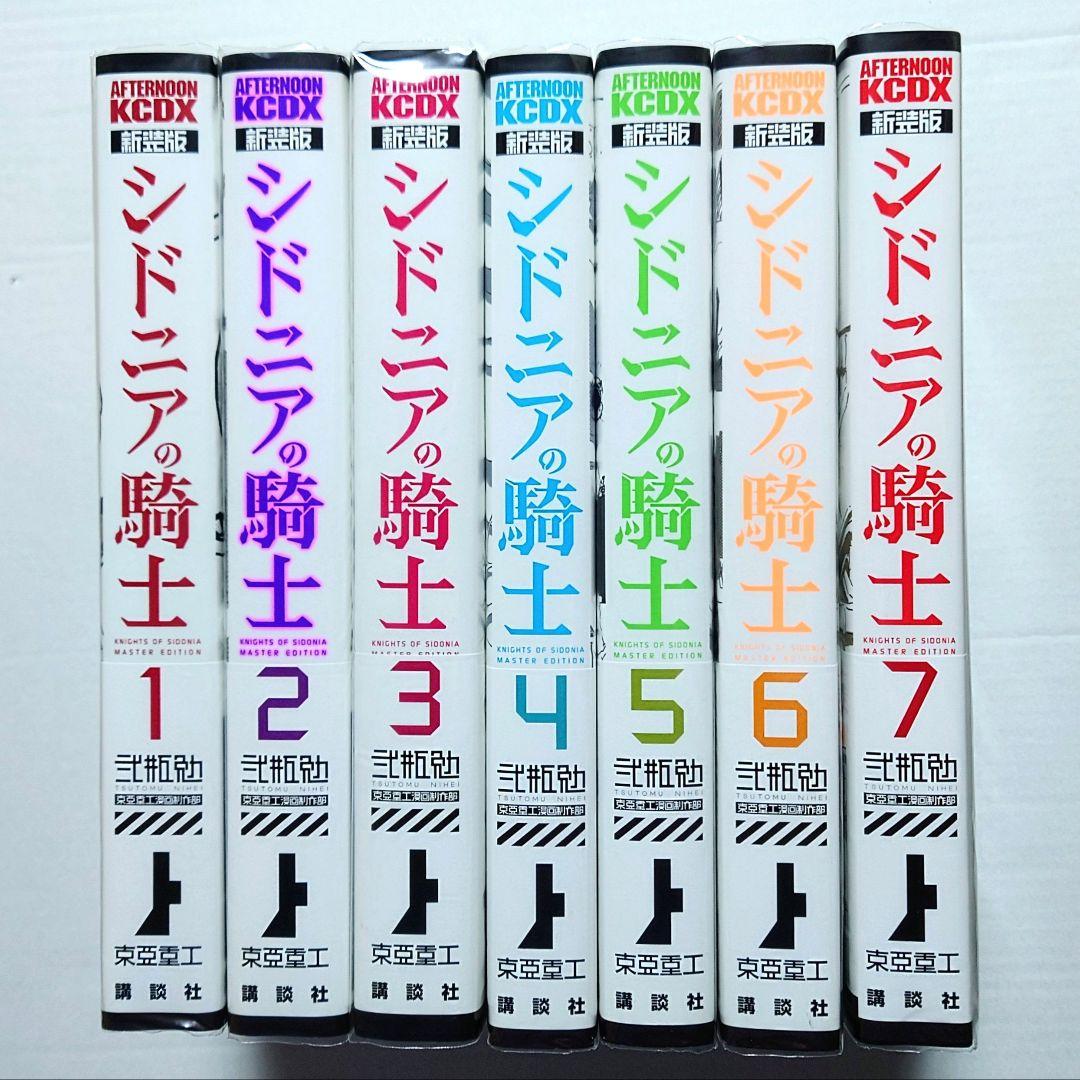 AFTERNOON
KCDX
新装版
シドニアの騎士
KNIGHTS OF SIDONIA
MASTER EDITION
1
弐瓶勉
TSUTOMU NIHEI
東亜重工漫画制作部
東亜重工
講談社
AFTERNOON
KCDX
新装版
シドニアの騎士
KNIGHTS OF SIDONIA
MASTER EDITION
2
弐瓶勉
TSUTOMU NIHEI
東亜重工漫画制作部
東亜重工
講談社
AFTERNOON
KCDX
新装版
シドニアの騎士
KNIGHTS OF SIDONIA
MASTER EDITION
3
弐瓶勉
TSUTOMU NIHEI
東亜重工漫画制作部
東亜重工
講談社
AFTERNOON
KCDX
新装版
シドニアの騎士
KNIGHTS OF SIDONIA
MASTER EDITION
4
弐瓶勉
TSUTOMU NIHEI
東亜重工漫画制作部
東亜重工
講談社
AFTERNOON
KCDX
新装版
シドニアの騎士
KNIGHTS OF SIDONIA
MASTER EDITION
5
弐瓶勉
TSUTOMU NIHEI
東亜重工漫画制作部
東亜重工
講談社
AFTERNOON
KCDX
新装版
シドニアの騎士
KNIGHTS OF SIDONIA
MASTER EDITION
6
弐瓶勉
TSUTOMU NIHEI
東亜重工漫画制作部
東亜重工
講談社
AFTERNOON
KCDX
新装版
シドニアの騎士
KNIGHTS OF SIDONIA
MASTER EDITION
7
弐瓶勉
TSUTOMU NIHEI
東亜重工漫画制作部
東亜重工
講談社